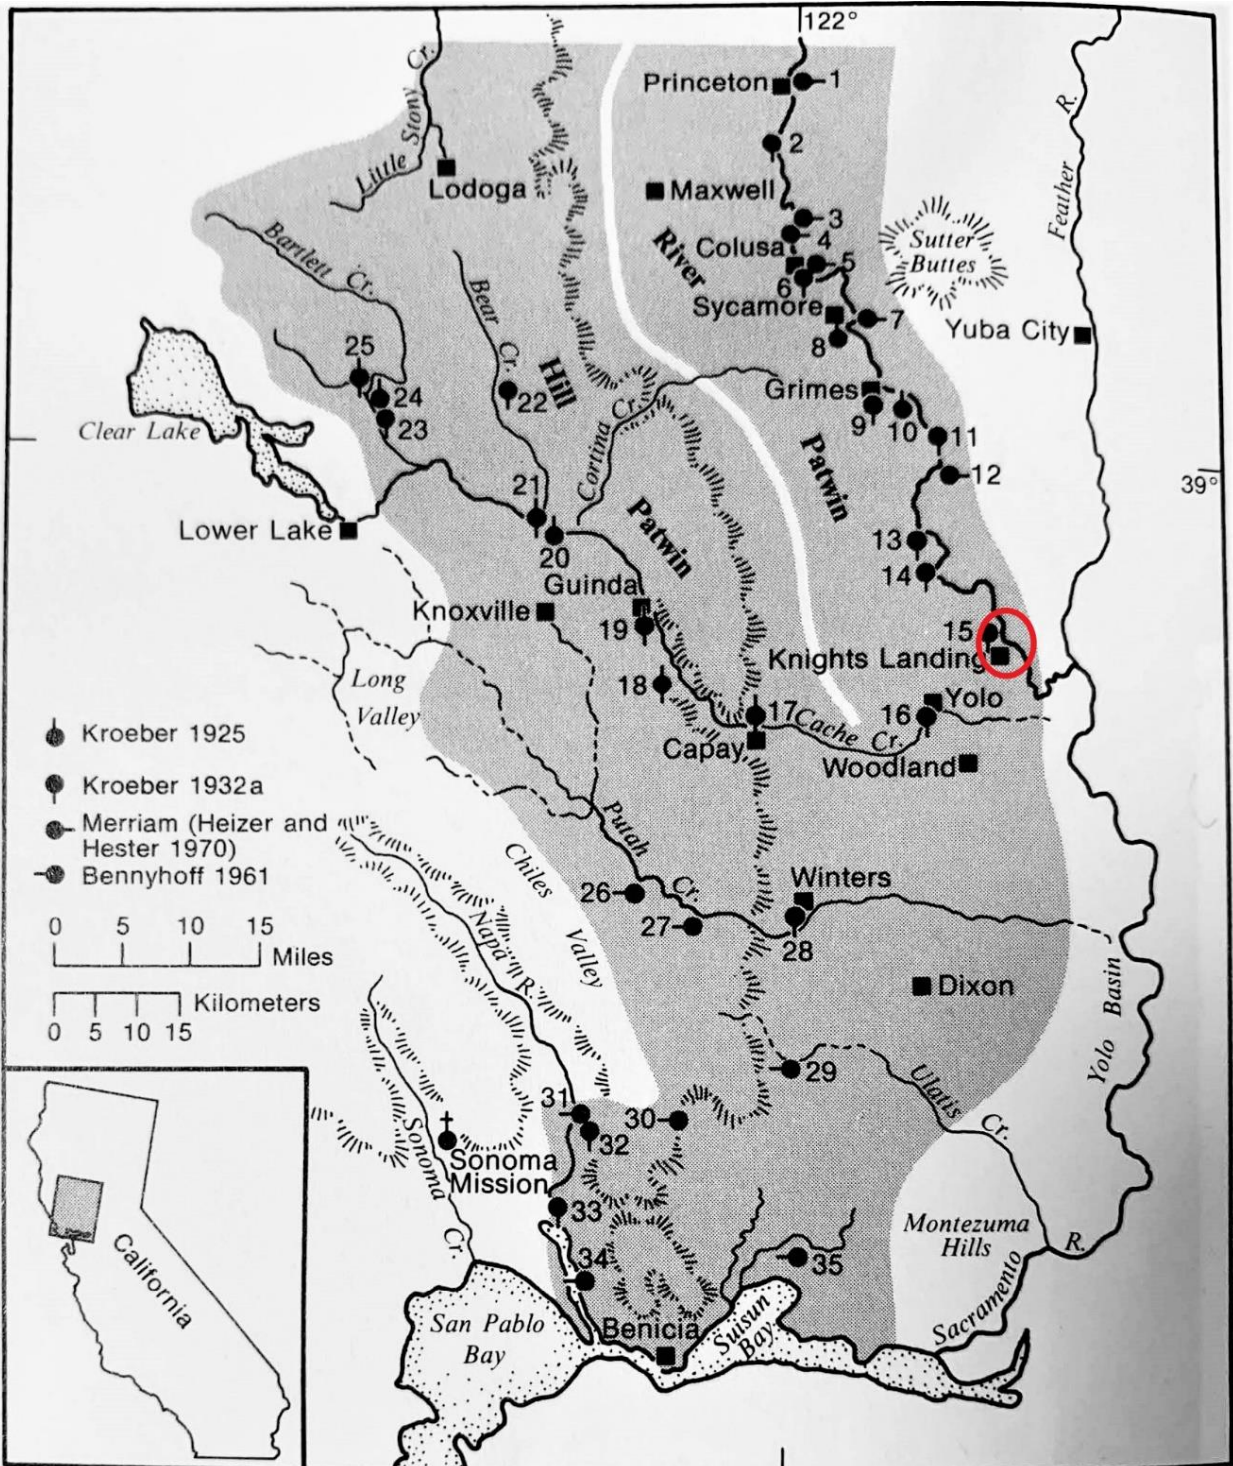 122°
Princeton
1
2
Little Stony Cr.
Lodoga
Maxwell
Feather R.
3
4
Colusa
5
6
Sutter
Buttes
Bartlett Cr.
Bear Cr.
River
Sycamore
7
8
Yuba City
25
24
23
22
Hill
Grimes
9
10
11
12
Clear Lake
Cortina Cr.
Patwin
39°
21
20
Lower Lake
Patwin
13
14
Guinda
Knoxville
19
15
Knights Landing
18
Long
Valley
17
Cache Cr.
16
Yolo
Capay
Woodland
Kroeber 1925
Kroeber 1932a
Merriam (Heizer and
Hester 1970)
Bennyhoff 1961
0 5 10 15
Miles
Kilometers
0 5 10 15
Putah Cr.
Chiles Valley
Napa R.
Winters
26
27
28
Dixon
Yolo Basin
29
Ulatis Cr.
31
30
32
Sonoma
Mission
Sonoma Cr.
33
34
35
Montezuma
Hills
Sacramento R.
California
San Pablo
Bay
Benicia
Suisun
Bay